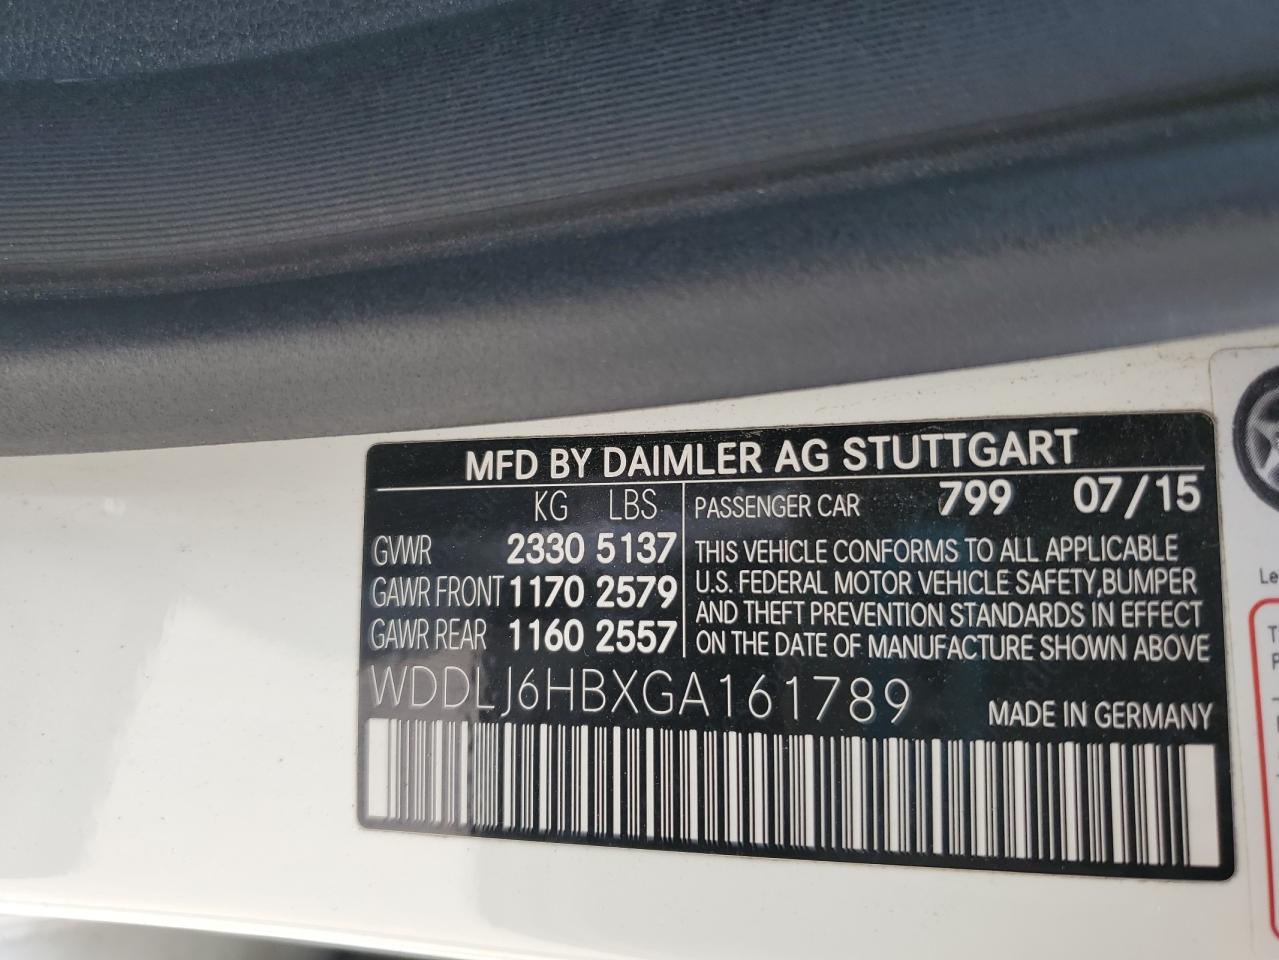 MFD BY DAIMLER AG STUTTGART
KG LBS
GVWR 2330 5137
GAWR FRONT 1170 2579
GAWR REAR 1160 2557
PASSENGER CAR 799 07/15
THIS VEHICLE CONFORMS TO ALL APPLICABLE
U.S. FEDERAL MOTOR VEHICLE SAFETY,BUMPER
AND THEFT PREVENTION STANDARDS IN EFFECT
ON THE DATE OF MANUFACTURE SHOWN ABOVE
WDDLJ6HBXGA161789
MADE IN GERMANY